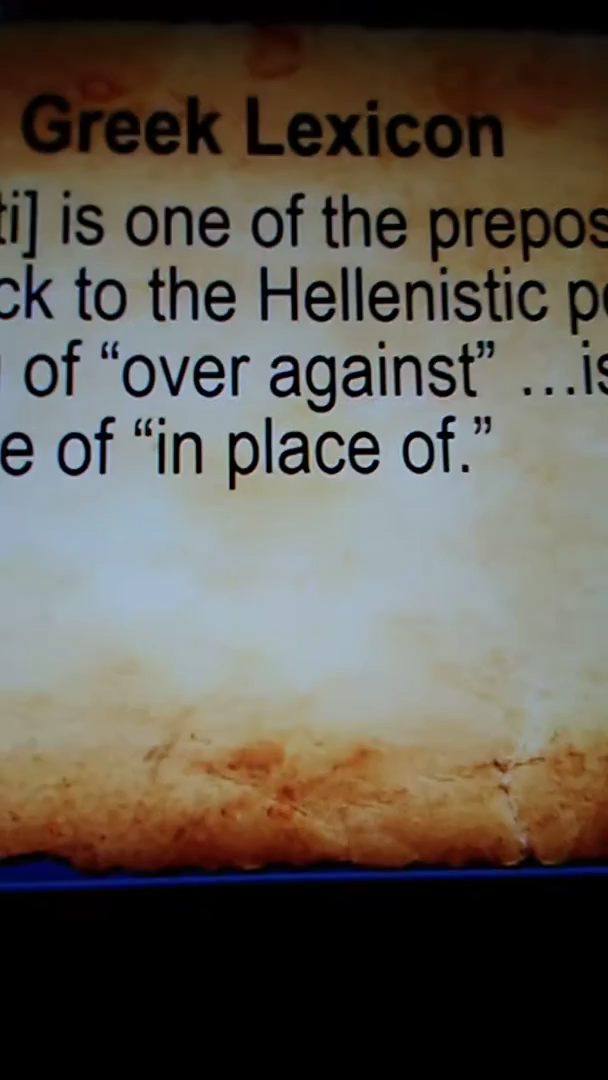 Greek Lexicon
ti] is one of the prepos
ck to the Hellenistic p
of “over against” ...is
e of “in place of.”